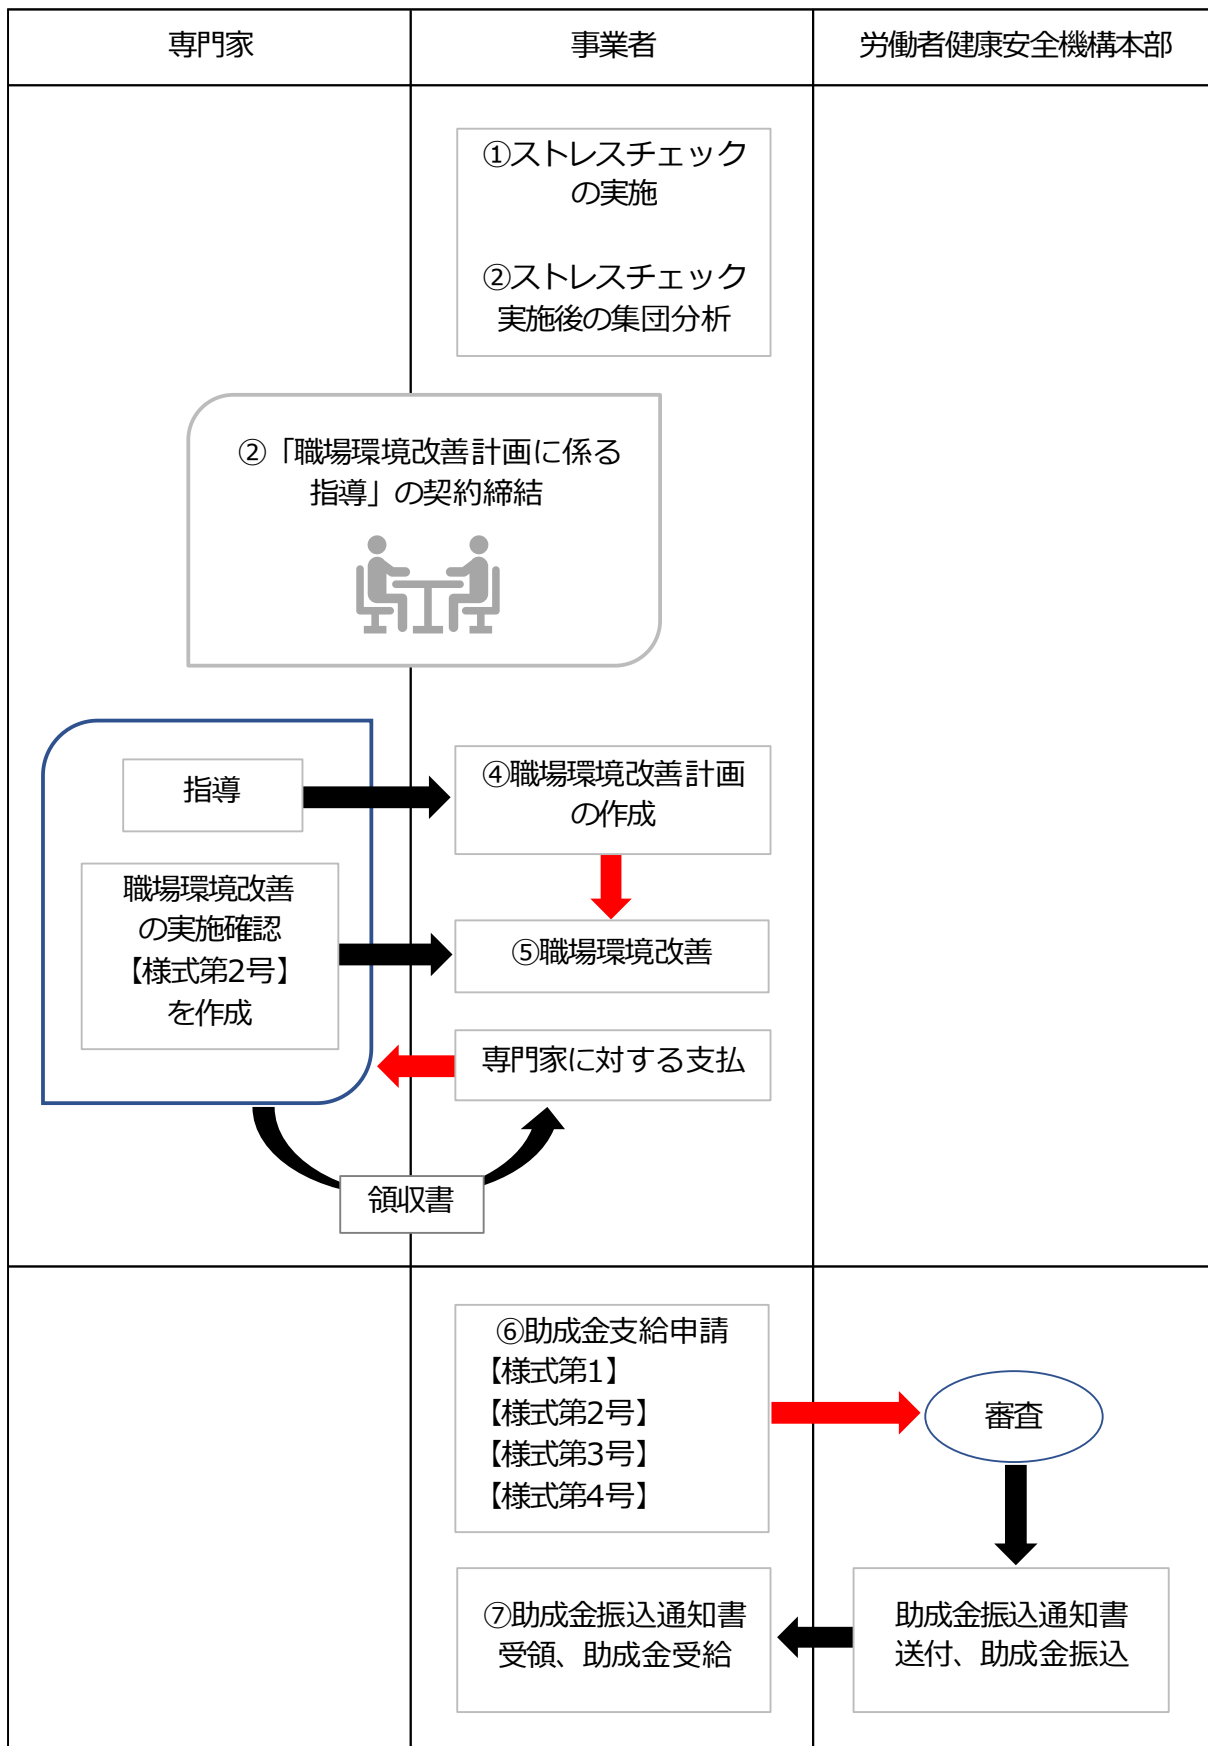 専門家
事業者
労働者健康安全機構本部
①ストレスチェック
の実施
②ストレスチェック
実施後の集団分析
②「職場環境改善計画に係る
指導」の契約締結
指導
④職場環境改善計画
の作成
職場環境改善
の実施確認
【様式第2号】
を作成
⑤職場環境改善
専門家に対する支払
領収書
⑥助成金支給申請
【様式第1】
【様式第2号】
【様式第3号】
【様式第4号】
審査
⑦助成金振込通知書
受領、助成金受給
助成金振込通知書
送付、助成金振込